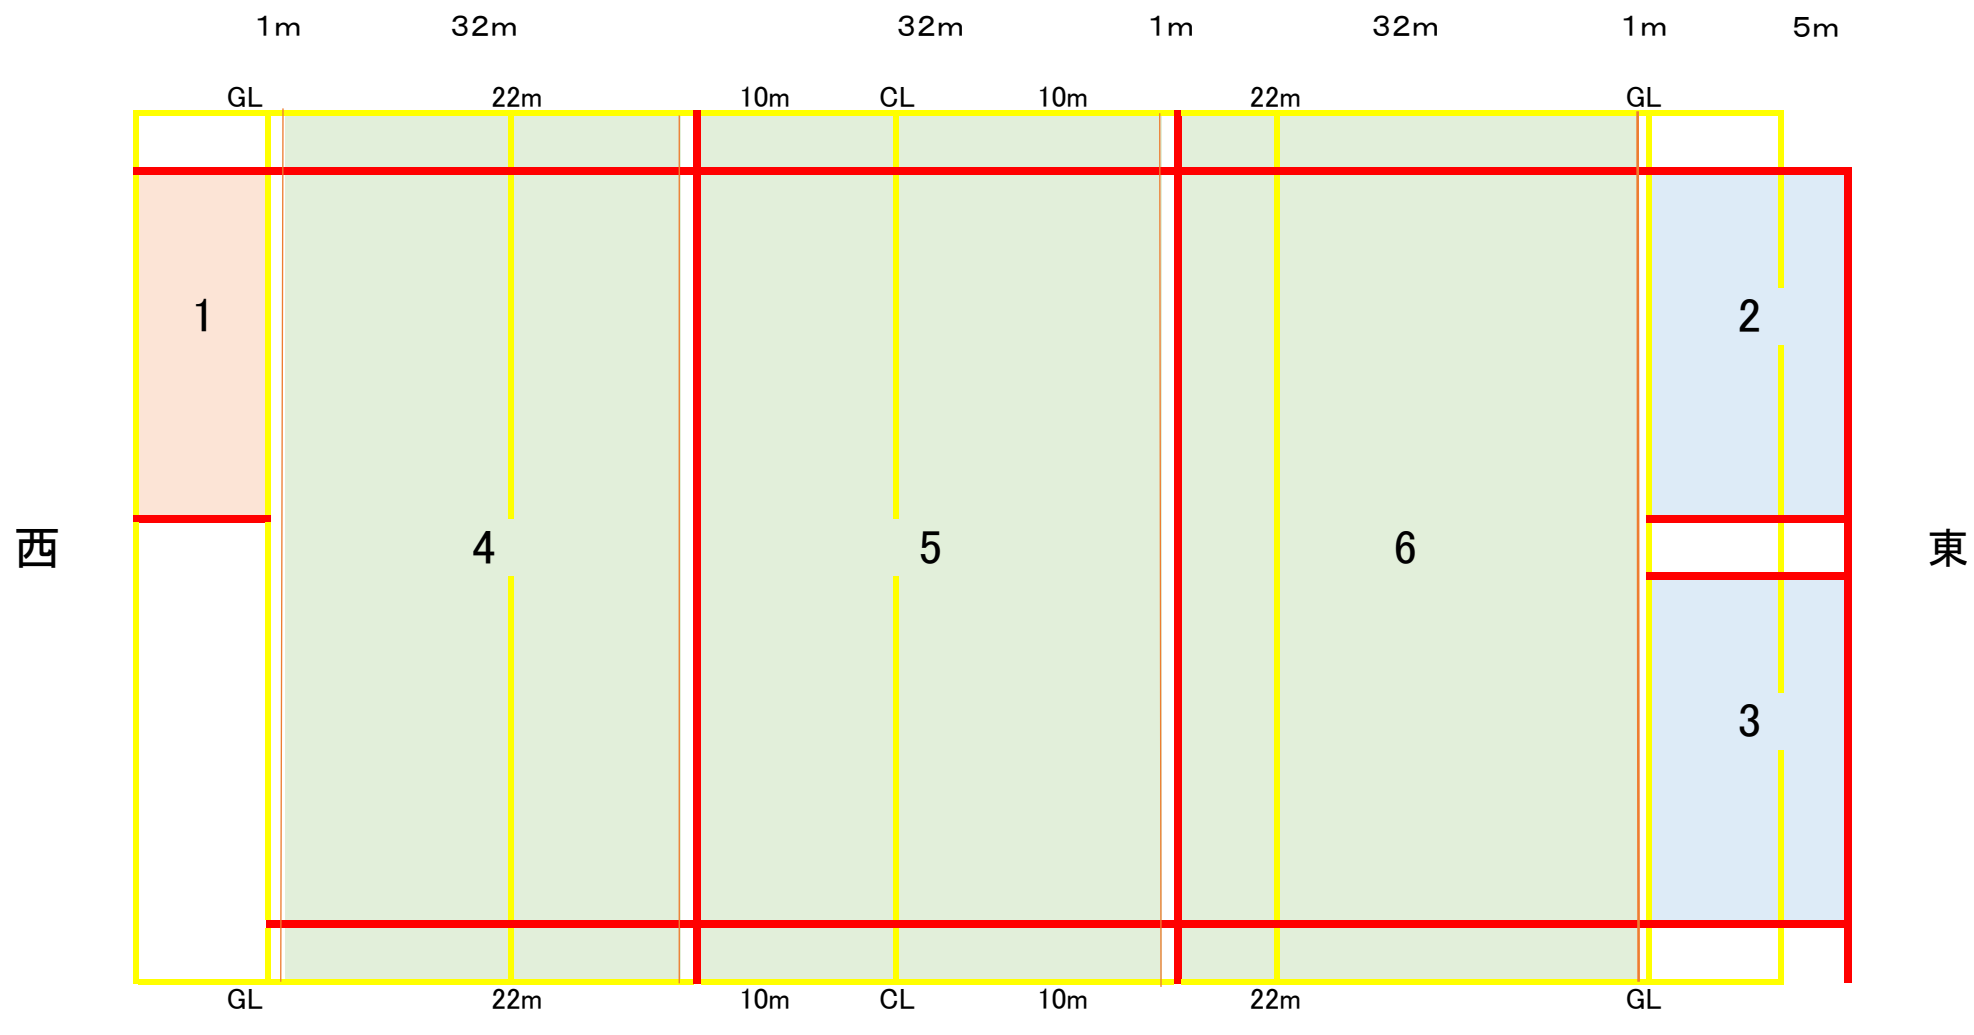 1m 32m 32m 1m 32m 1m 5m
GL 22m 10m CL 10m 22m GL
1 2
西 4 5 6 東
3
GL 22m 10m CL 10m 22m GL